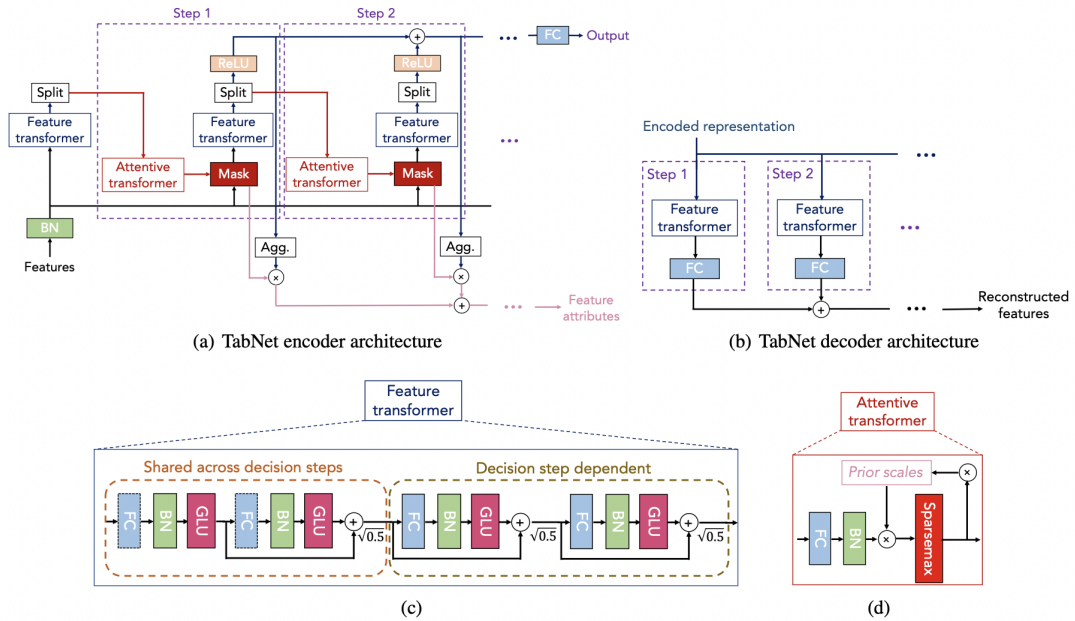 Step 1
Step 2
ReLU
ReLU
FC
Output
Split
Split
Split
Feature
transformer
Feature
transformer
Feature
transformer
Attentive
transformer
Mask
Attentive
transformer
Mask
BN
Features
Agg.
Agg.
Feature
attributes
(a) TabNet encoder architecture
Encoded representation
Step 1
Step 2
Feature
transformer
Feature
transformer
FC
FC
Reconstructed
features
(b) TabNet decoder architecture
Feature
transformer
Shared across decision steps
Decision step dependent
FC
BN
GLU
FC
BN
GLU
√0.5
FC
BN
GLU
√0.5
FC
BN
GLU
√0.5
(c)
Attentive
transformer
Prior scales
FC
BN
Sparsemax
(d)